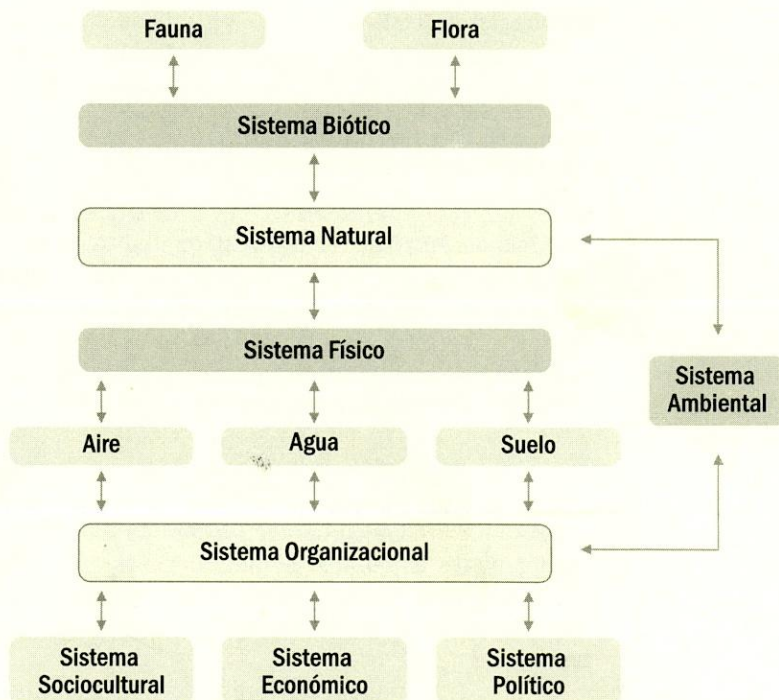 Fauna
Flora
Sistema Biótico
Sistema Natural
Sistema Físico
Sistema
Ambiental
Aire
Agua
Suelo
Sistema Organizacional
Sistema
Sociocultural
Sistema
Económico
Sistema
Político